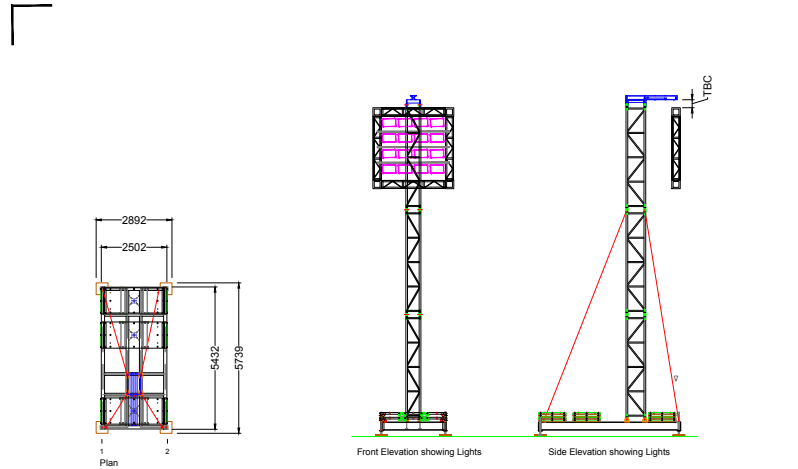 TBC
2892
2502
5432
5739
1
2
Plan
Front Elevation showing Lights
Side Elevation showing Lights